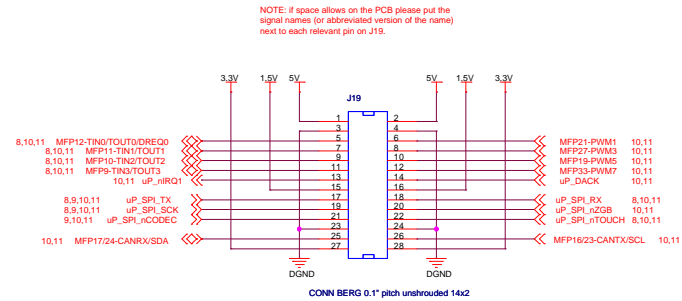 NOTE: if space allows on the PCB please put the
signal names (or abbreviated version of the name)
next to each relevant pin on J19.
3.3V 1.5V 5V 5V 1.5V 3.3V
J19
1 2
3 4
8,10,11 MFP12-TIN0/TOUT0/DREQ0 5 6 MFP21-PWM1 10,11
8,10,11 MFP11-TIN1/TOUT1 7 8 MFP27-PWM3 10,11
8,10,11 MFP10-TIN2/TOUT2 9 10 MFP19-PWM5 10,11
8,10,11 MFP9-TIN3/TOUT3 11 12 MFP33-PWM7 10,11
10,11 uP_nIRQ1 13 14 uP_DACK 10,11
15 16
8,9,10,11 uP_SPI_TX 17 18 uP_SPI_RX 8,10,11
8,9,10,11 uP_SPI_SCK 19 20 uP_SPI_nZGB 10,11
9,10,11 uP_SPI_nCODEC 21 22 uP_SPI_nTOUCH 8,10,11
23 24
10,11 MFP17/24-CANRX/SDA 25 26 MFP16/23-CANTX/SCL 10,11
27 28
DGND DGND
CONN BERG 0.1" pitch unshrouded 14x2